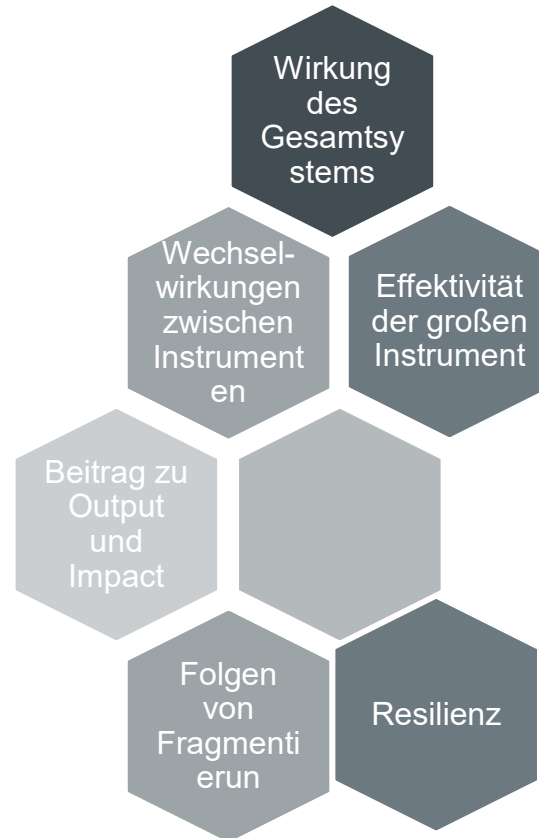 Wirkung
des
Gesamtsy
stems
Wechsel-
wirkungen
zwischen
Instrument
en
Effektivität
der großen
Instrument
Beitrag zu
Output
und
Impact
Folgen
von
Fragmenti
erun
Resilienz